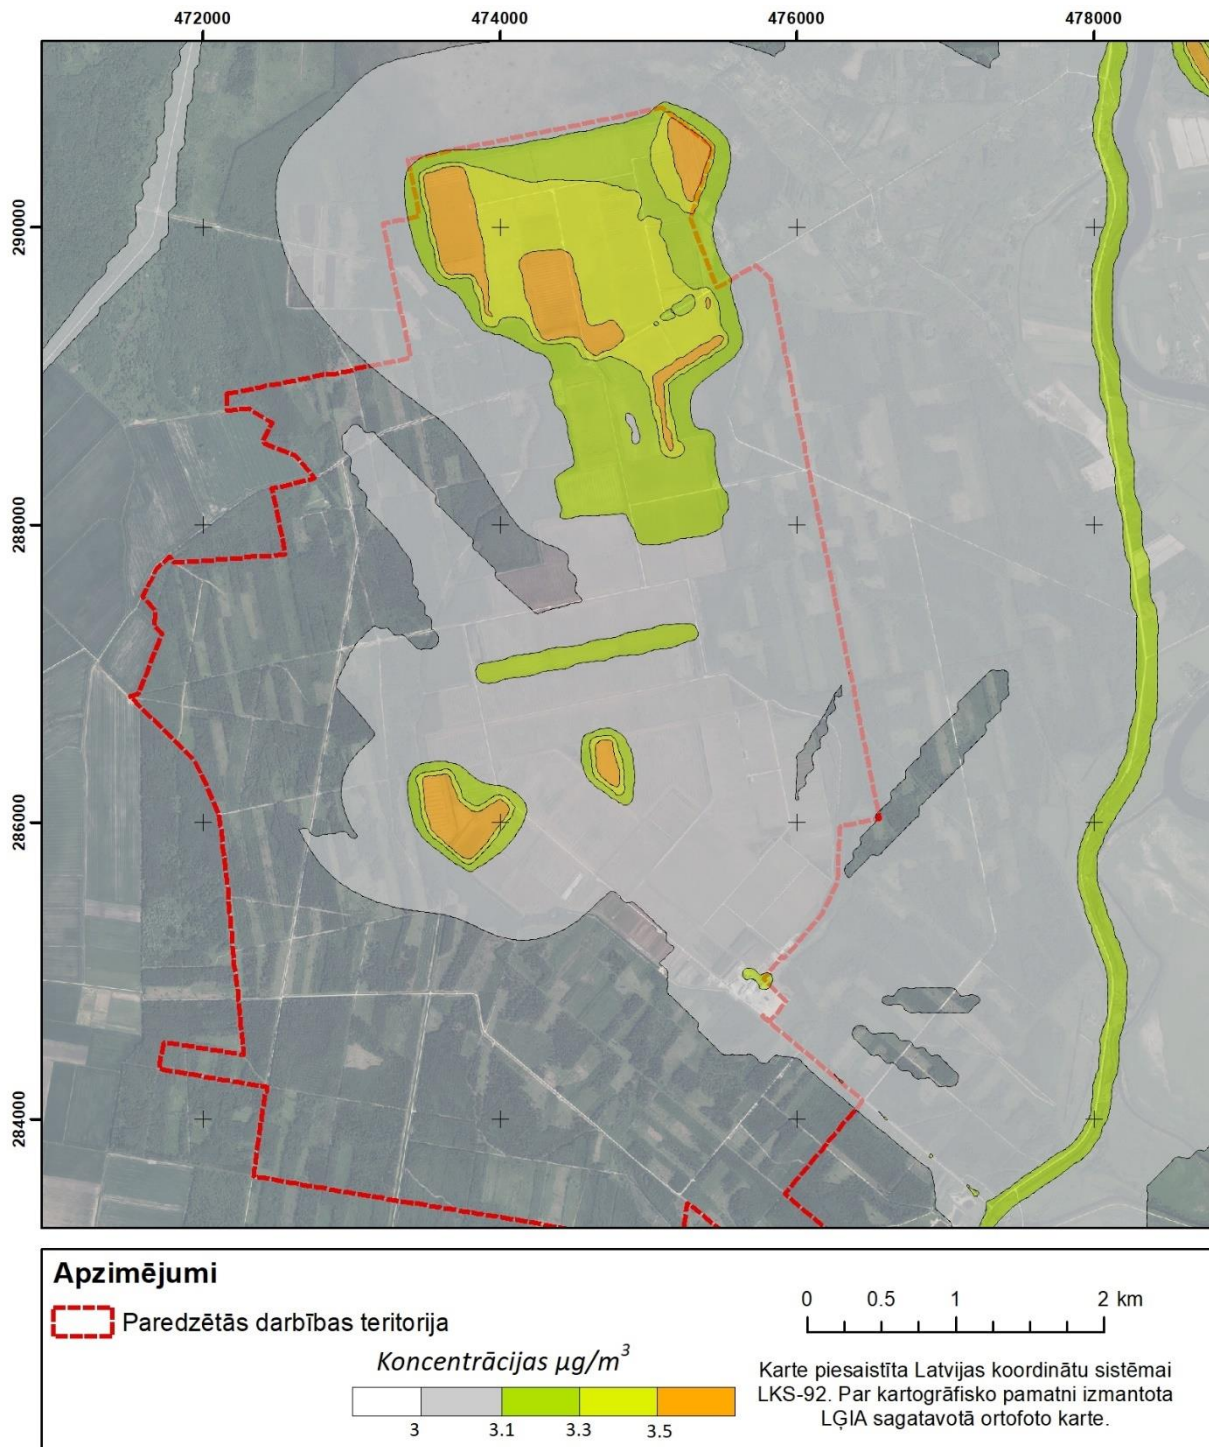 472000 474000 476000 478000
290000
288000
286000
284000
Apzīmējumi
Paredzētās darbības teritorija
Koncentrācijas µg/m³
3 3.1 3.3 3.5
0 0.5 1 2 km
Karte piesaistīta Latvijas koordinātu sistēmai
LKS-92. Par kartogrāfisko pamatni izmantota
LĢIA sagatavotā ortofoto karte.